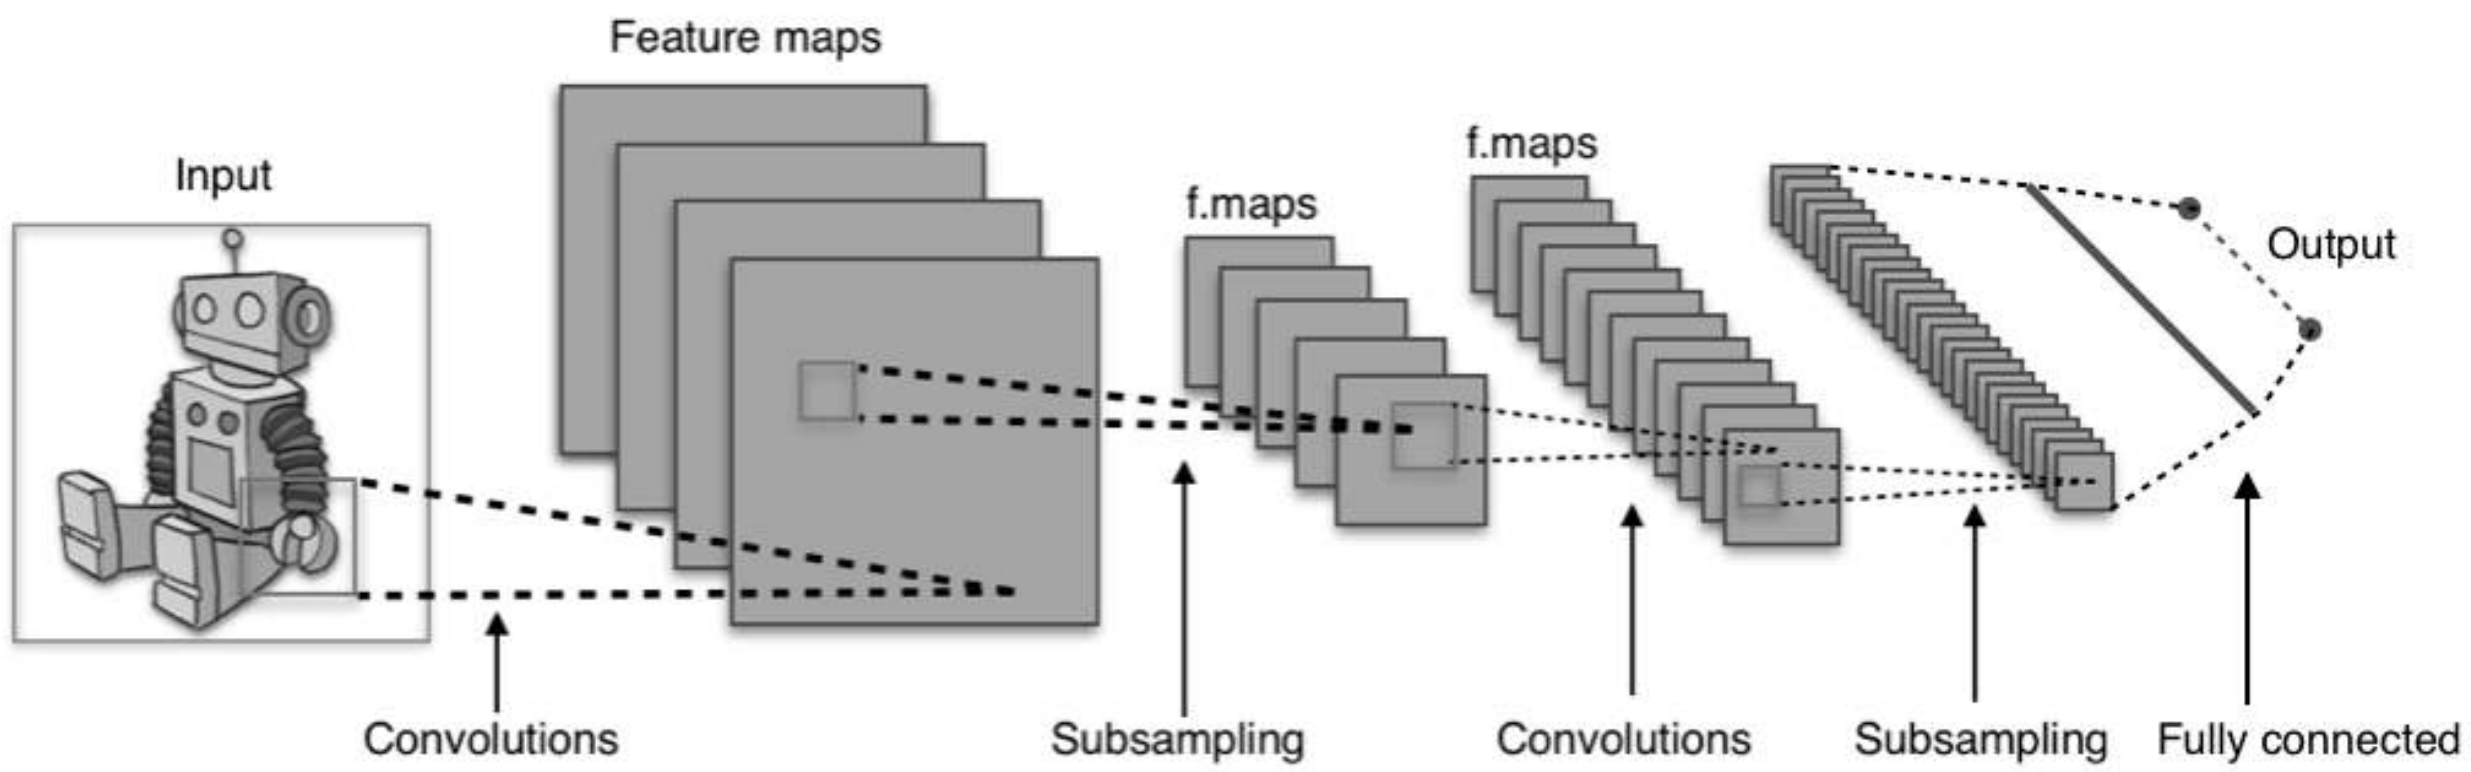 Feature maps
f.maps
Input
f.maps
Output
Convolutions
Subsampling
Convolutions
Subsampling
Fully connected